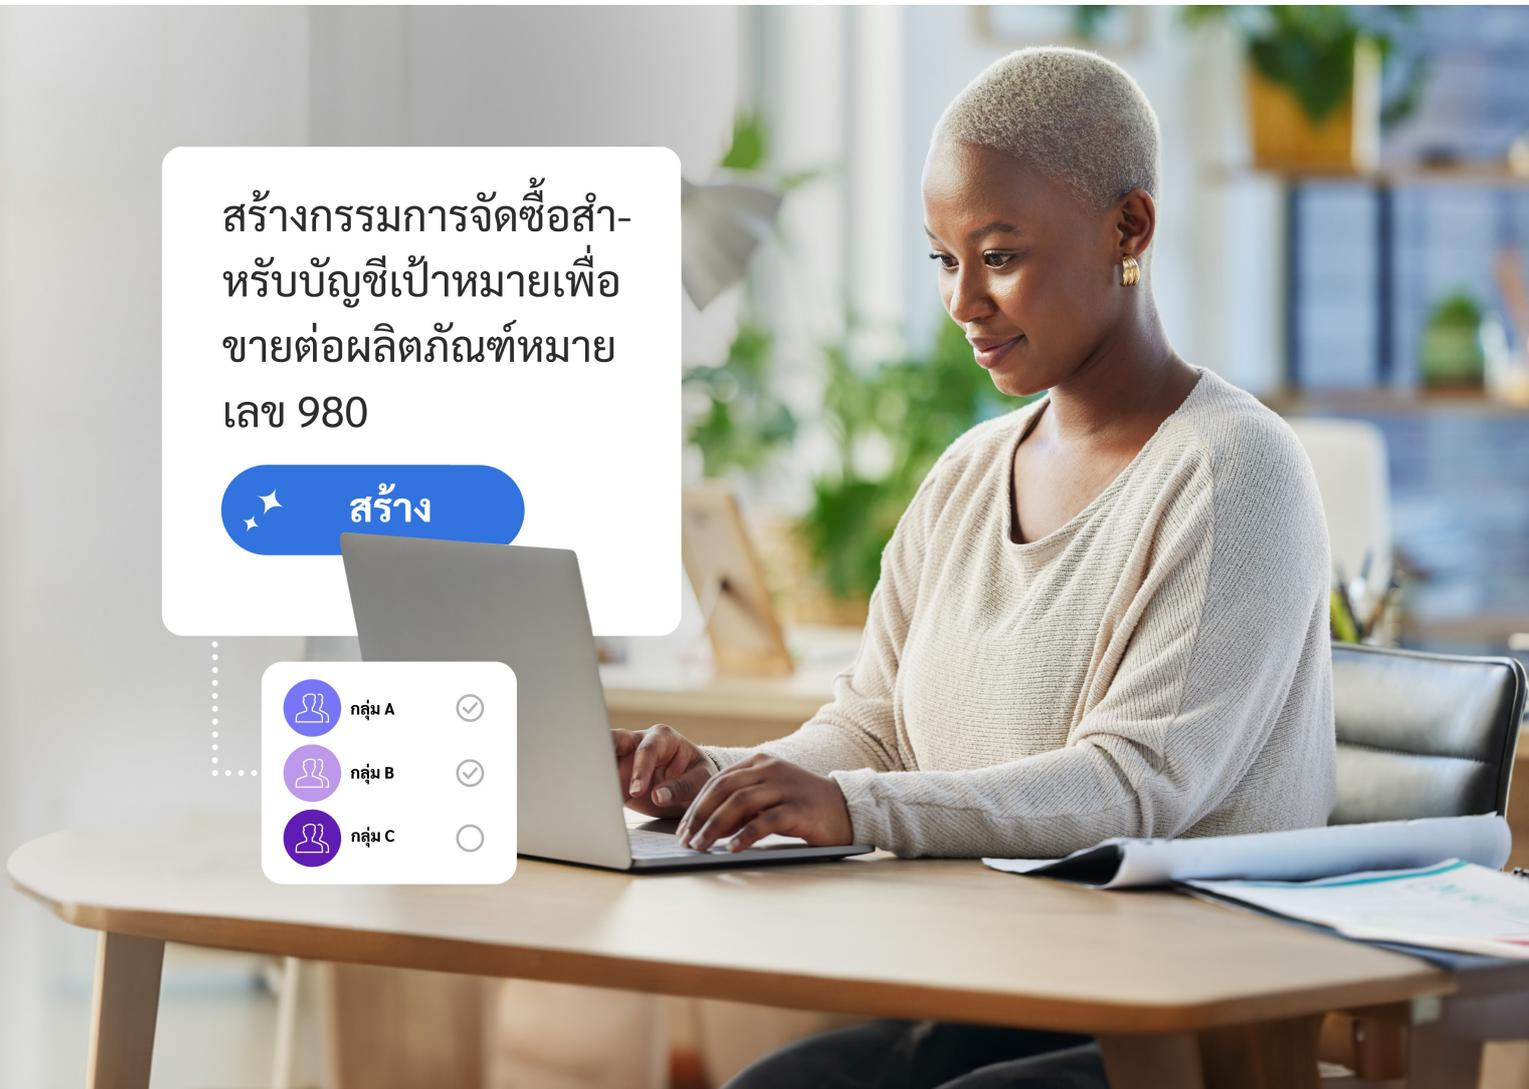 สร้างกรรมการจัดซื้อสำ-
หรับบัญชีเป้าหมายเพื่อ
ขายต่อผลิตภัณฑ์หมาย
เลข 980
สร้าง
กลุ่ม A
กลุ่ม B
กลุ่ม C